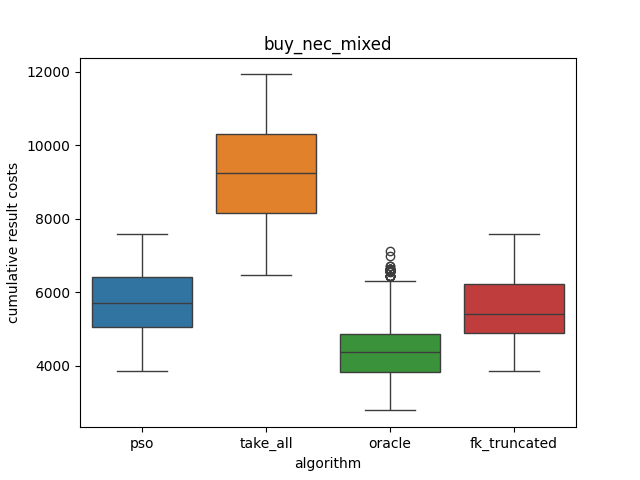 buy_nec_mixed
cumulative result costs
12000
10000
8000
6000
4000
pso take_all oracle fk_truncated
algorithm